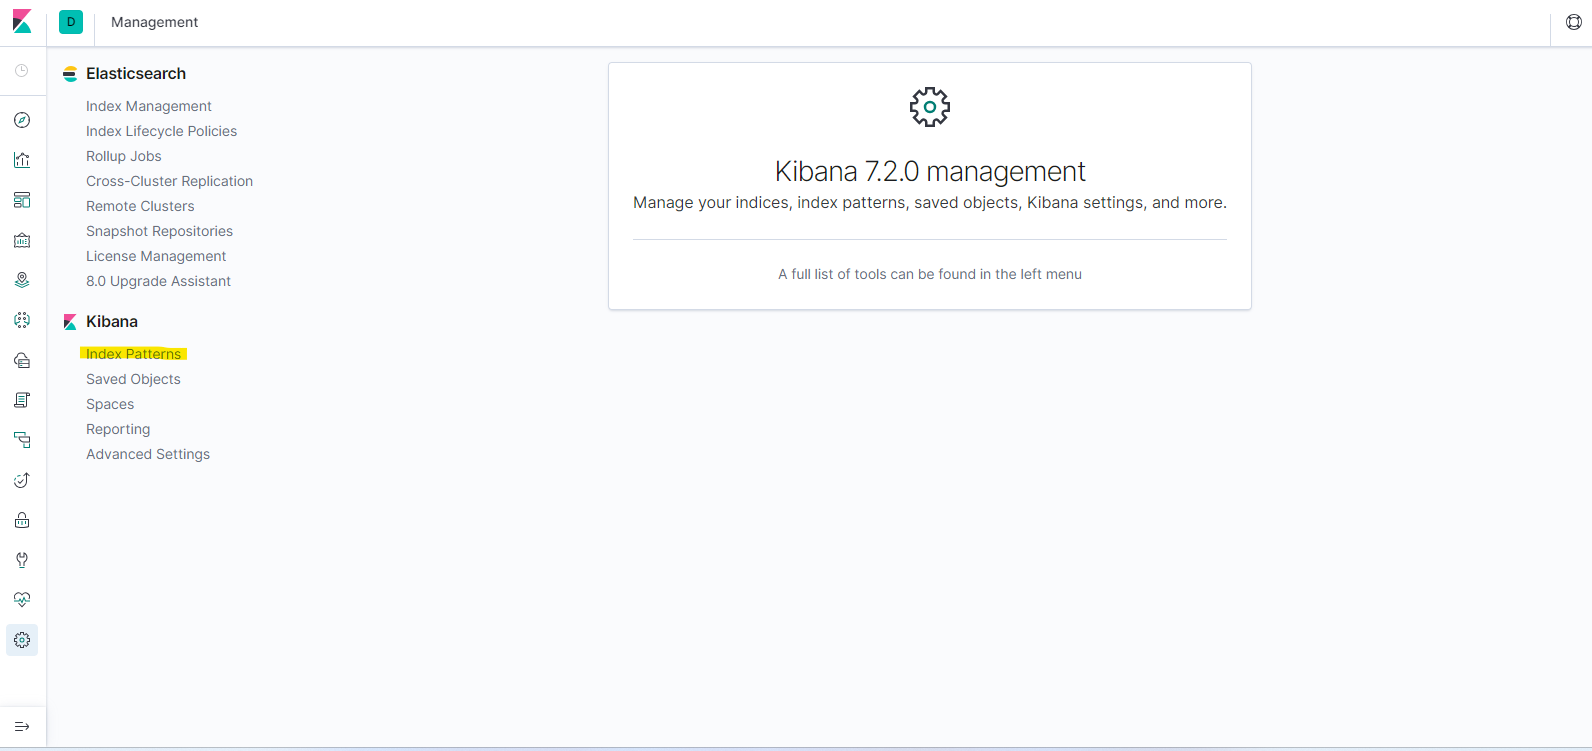 D
Management
Elasticsearch
Index Management
Index Lifecycle Policies
Rollup Jobs
Cross-Cluster Replication
Remote Clusters
Snapshot Repositories
License Management
8.0 Upgrade Assistant
Kibana
Index Patterns
Saved Objects
Spaces
Reporting
Advanced Settings
Kibana 7.2.0 management
Manage your indices, index patterns, saved objects, Kibana settings, and more.
A full list of tools can be found in the left menu